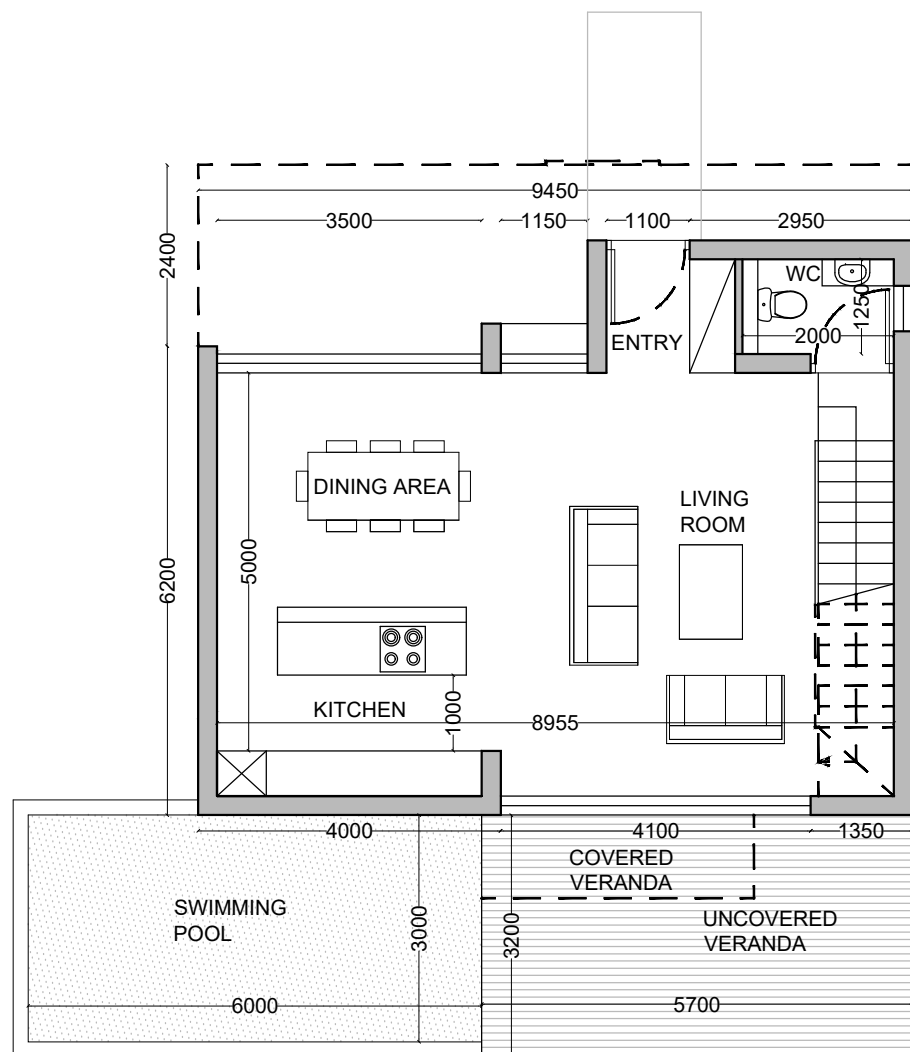 9450
3500
1150
1100
2950
2400
WC
1250
2000
ENTRY
DINING AREA
LIVING
ROOM
5000
6200
KITCHEN
1000
8955
4000
4100
1350
COVERED
VERANDA
SWIMMING
POOL
UNCOVERED
VERANDA
3000
3200
6000
5700